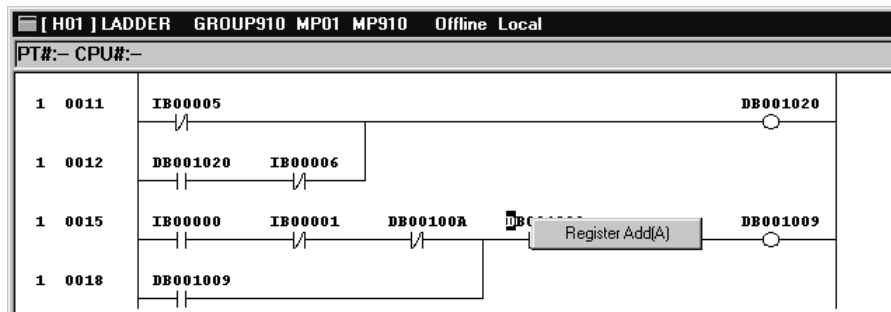 [ H01 ] LADDER GROUP910 MP01 MP910 Offline Local
PT#:– CPU#:–
1 0011 IB00005 DB001020
1 0012 DB001020 IB00006
1 0015 IB00000 IB00001 DB00100A Register Add(A) DB001009
1 0018 DB001009